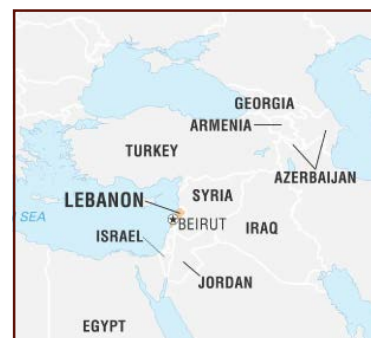 GEORGIA
ARMENIA
TURKEY
AZERBAIJAN
LEBANON
SYRIA
SEA
BEIRUT
IRAQ
ISRAEL
JORDAN
EGYPT